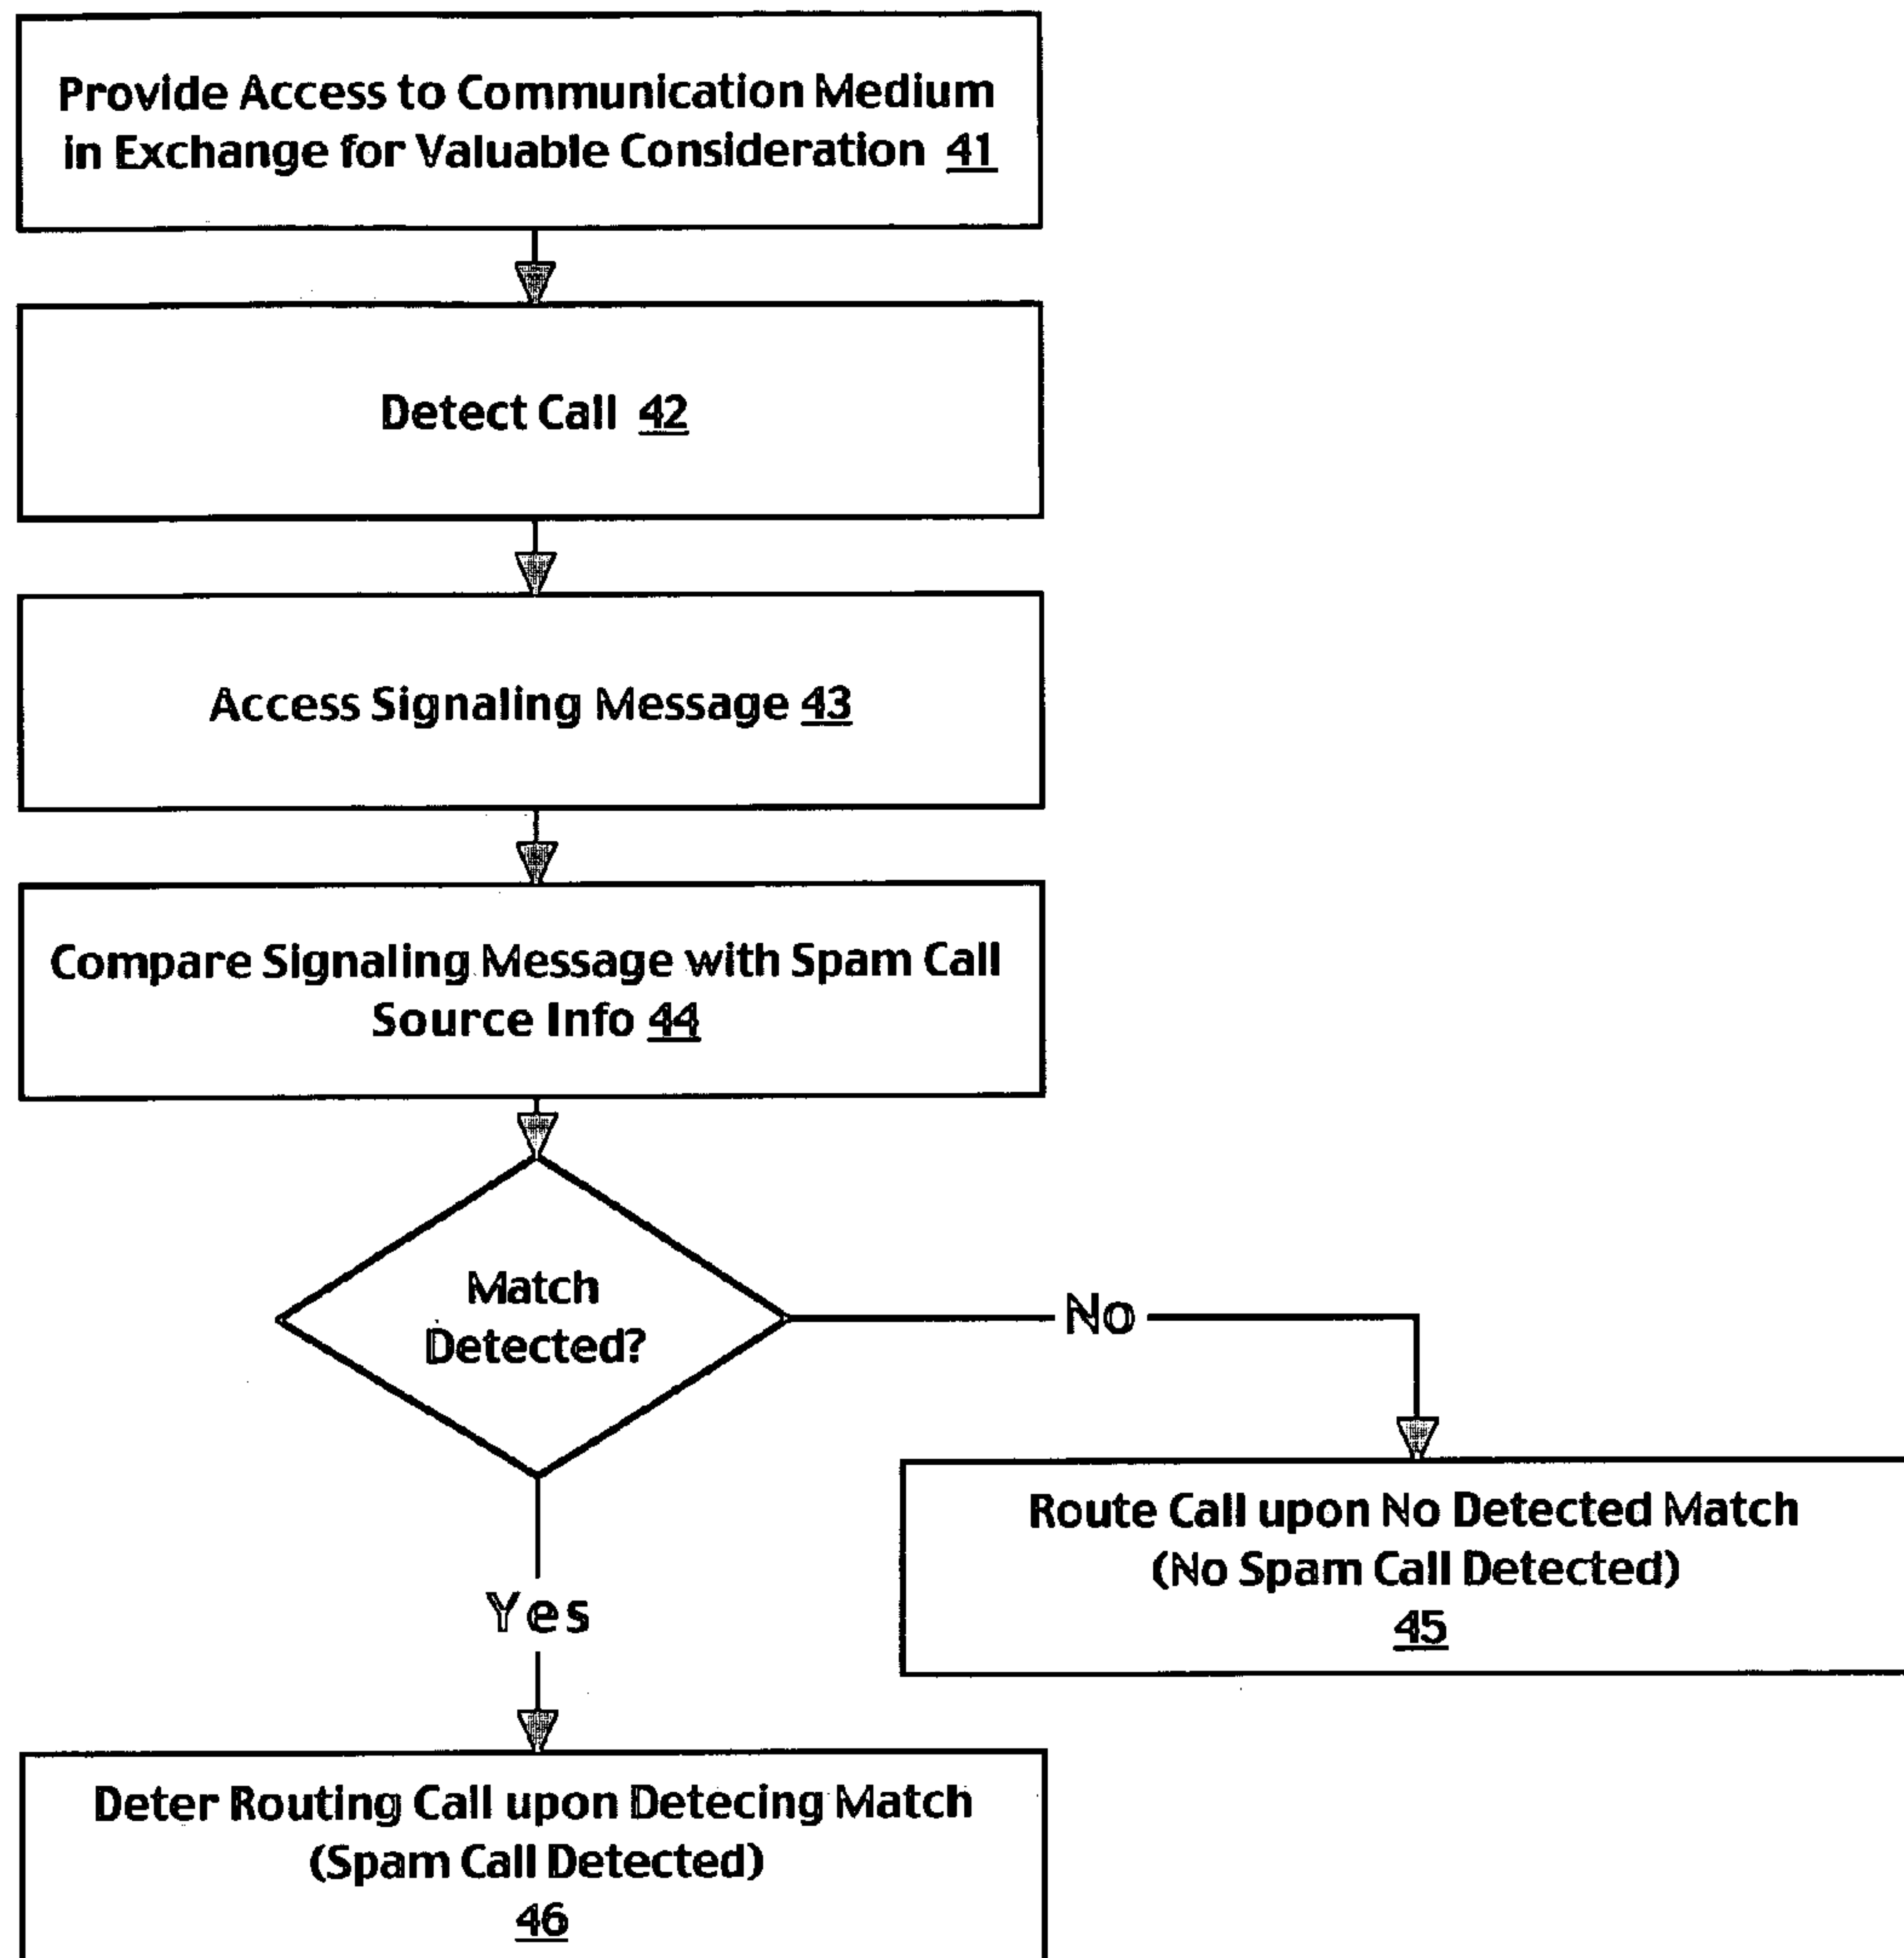 Provide Access to Communication Medium
in Exchange for Valuable Consideration 41
Detect Call 42
Access Signaling Message 43
Compare Signaling Message with Spam Call
Source Info 44
Match
Detected?
No
Route Call upon No Detected Match
(No Spam Call Detected)
45
Yes
Deter Routing Call upon Detecing Match
(Spam Call Detected)
46